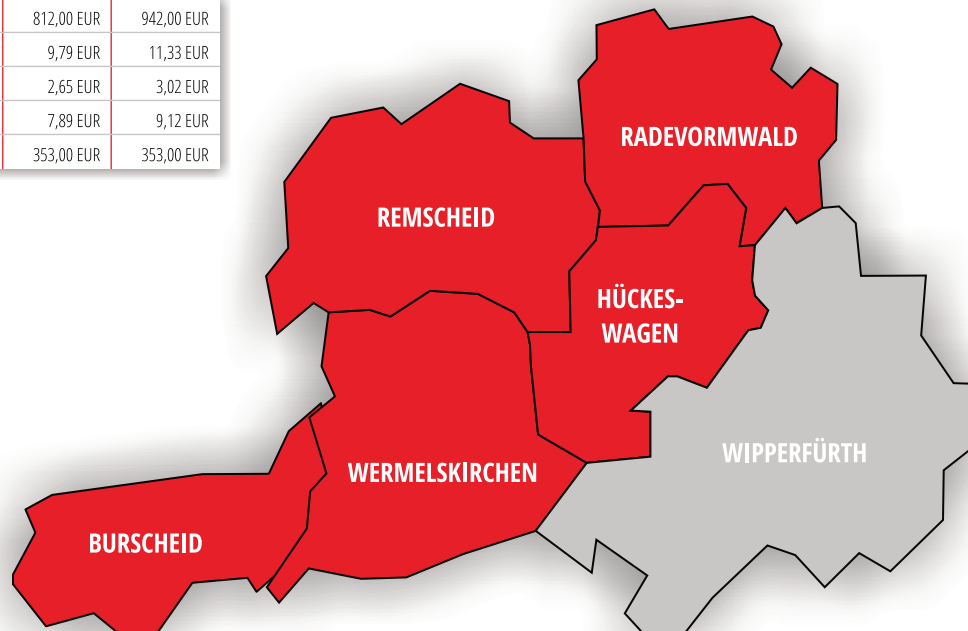 812,00 EUR 942,00 EUR
9,79 EUR 11,33 EUR
2,65 EUR 3,02 EUR
7,89 EUR 9,12 EUR
353,00 EUR 353,00 EUR
RADEVORMWALD
REMSCHEID
HÜCKES-
WAGEN
WIPPERFÜRTH
WERMELSKIRCHEN
BURSCHEID